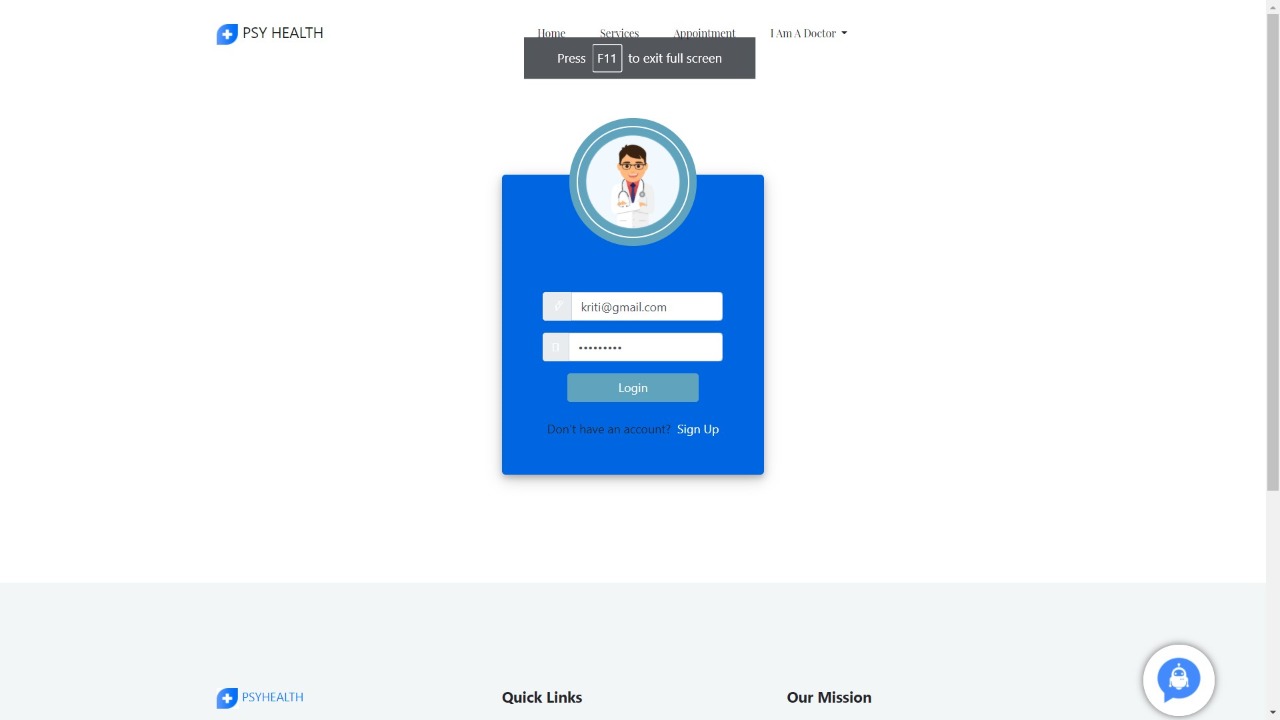 PSY HEALTH
Home Services Appointment I Am A Doctor
Press F11 to exit full screen
kriti@gmail.com
•••••••••
Login
Don't have an account? Sign Up
PSYHEALTH Quick Links Our Mission